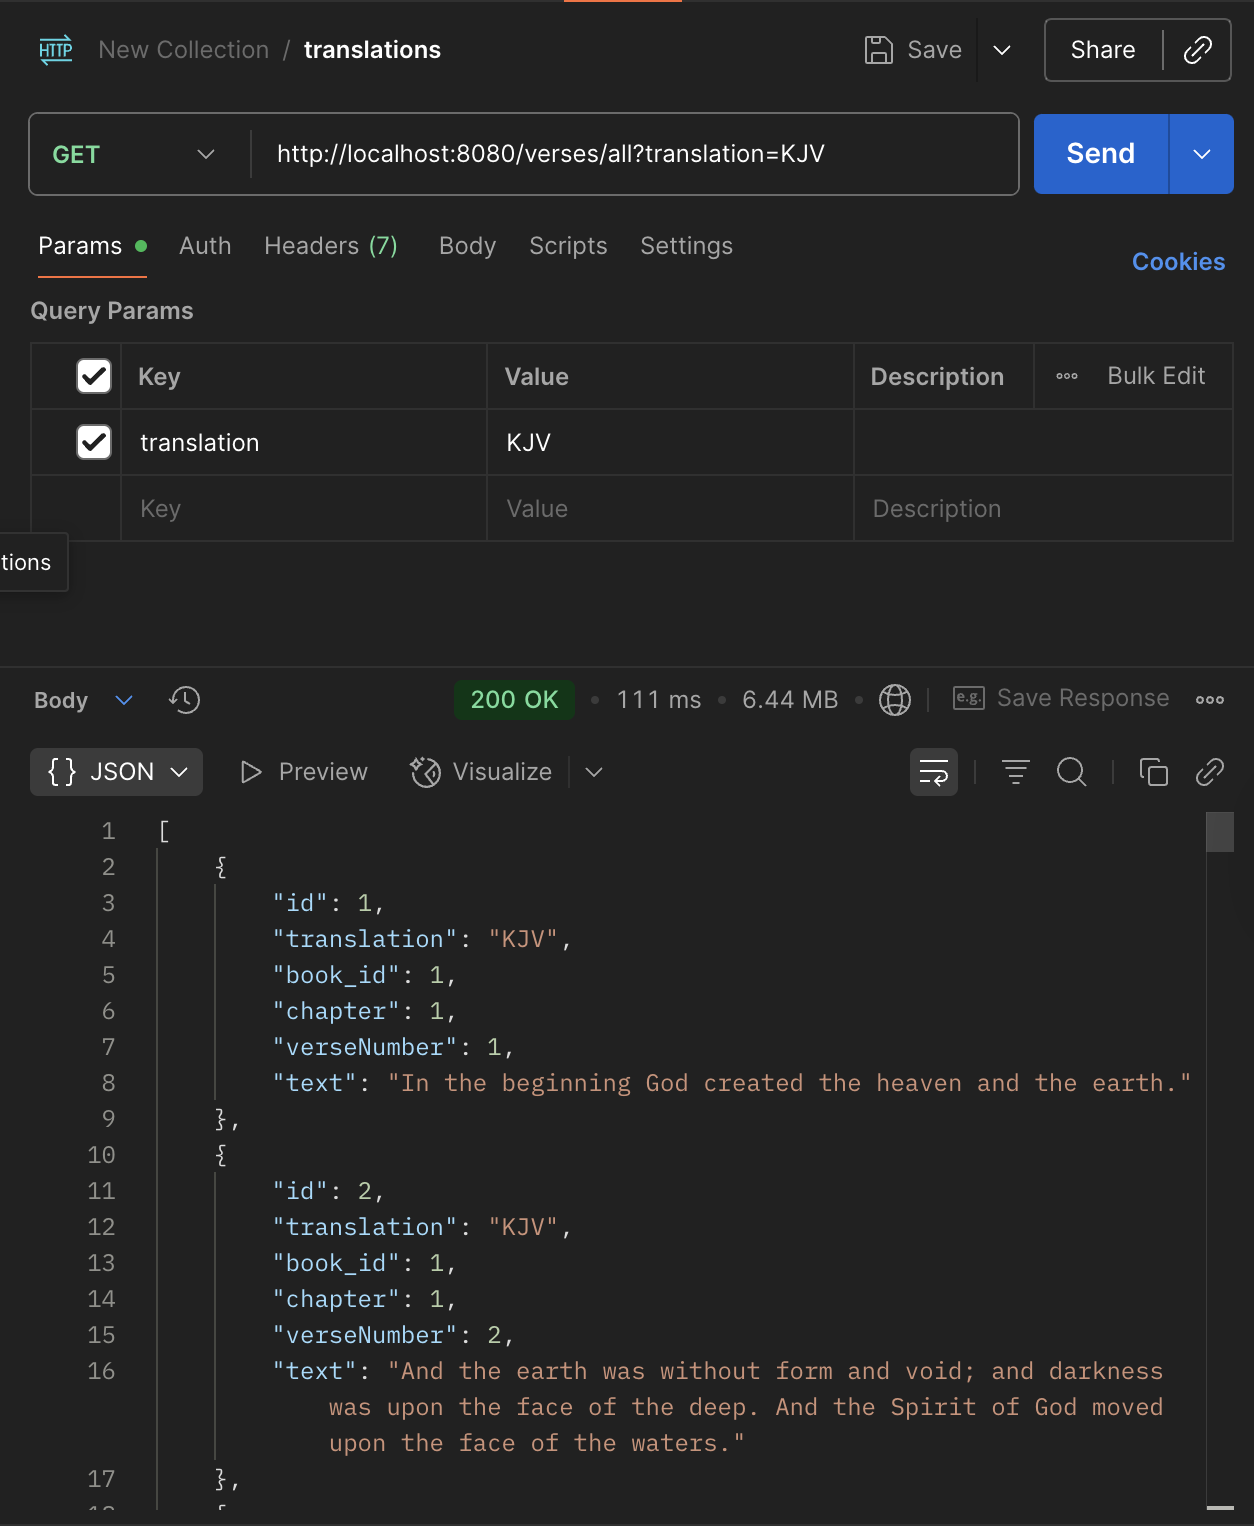 HTTP New Collection / translations Save Share
GET http://localhost:8080/verses/all?translation=KJV Send
Params Auth Headers (7) Body Scripts Settings Cookies
Query Params
Key Value Description Bulk Edit
translation KJV
Key Value Description
tions
Body 200 OK 111 ms 6.44 MB e.g. Save Response
{} JSON Preview Visualize
1 [
2 {
3 "id": 1,
4 "translation": "KJV",
5 "book_id": 1,
6 "chapter": 1,
7 "verseNumber": 1,
8 "text": "In the beginning God created the heaven and the earth."
9 },
10 {
11 "id": 2,
12 "translation": "KJV",
13 "book_id": 1,
14 "chapter": 1,
15 "verseNumber": 2,
16 "text": "And the earth was without form and void; and darkness
was upon the face of the deep. And the Spirit of God moved
upon the face of the waters."
17 },